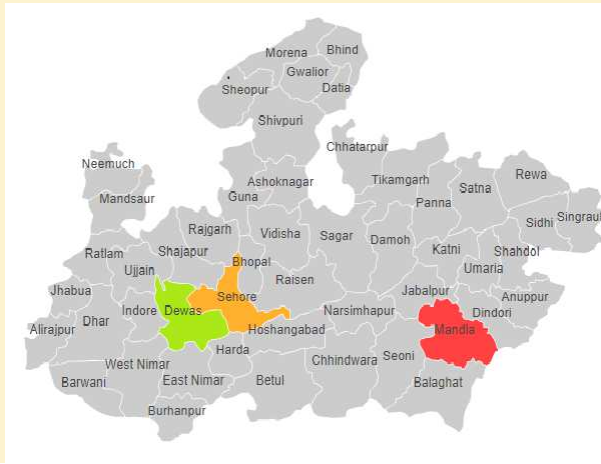 Morena
Bhind
Gwalior
Sheopur
Datia
Shivpuri
Chhatarpur
Neemuch
Ashoknagar
Tikamgarh
Rewa
Mandsaur
Guna
Panna
Satna
Sidhi
Singraul
Rajgarh
Vidisha
Sagar
Damoh
Katni
Shahdol
Ratlam
Shajapur
Bhopal
Umaria
Ujjain
Raisen
Jhabua
Jabalpur
Anuppur
Sehore
Indore
Dewas
Narsimhapur
Dindori
Alirajpur
Dhar
Hoshangabad
Mandla
Harda
Seoni
West Nimar
Chhindwara
Barwani
East Nimar
Betul
Balaghat
Burhanpur